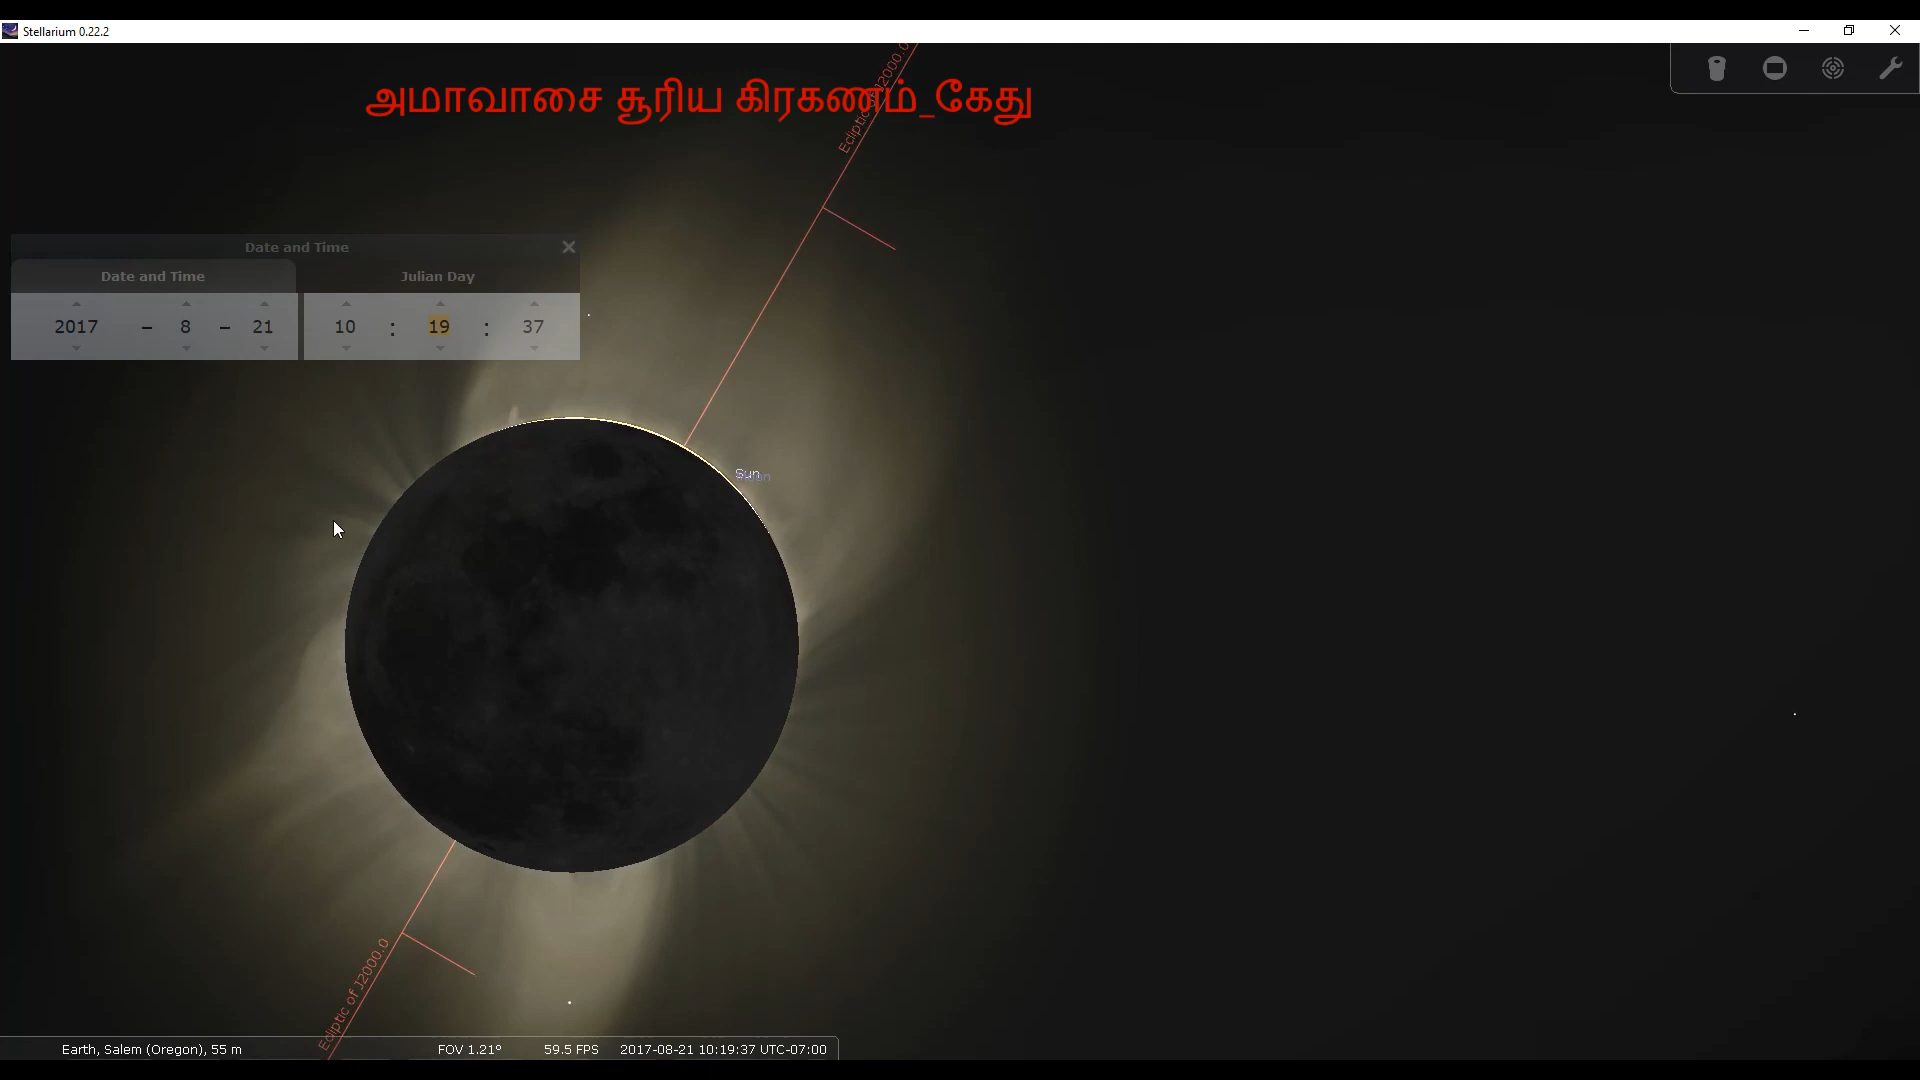 Stellarium 0.22.2
அமாவாசை சூரிய கிரகணம்_கேது
Ecliptic of J2000.0
Date and Time
Date and Time
Julian Day
2017 – 8 – 21 10 : 19 : 37
Sun
Moon
Ecliptic of J2000.0
Earth, Salem (Oregon), 55 m FOV 1.21° 59.5 FPS 2017-08-21 10:19:37 UTC-07:00